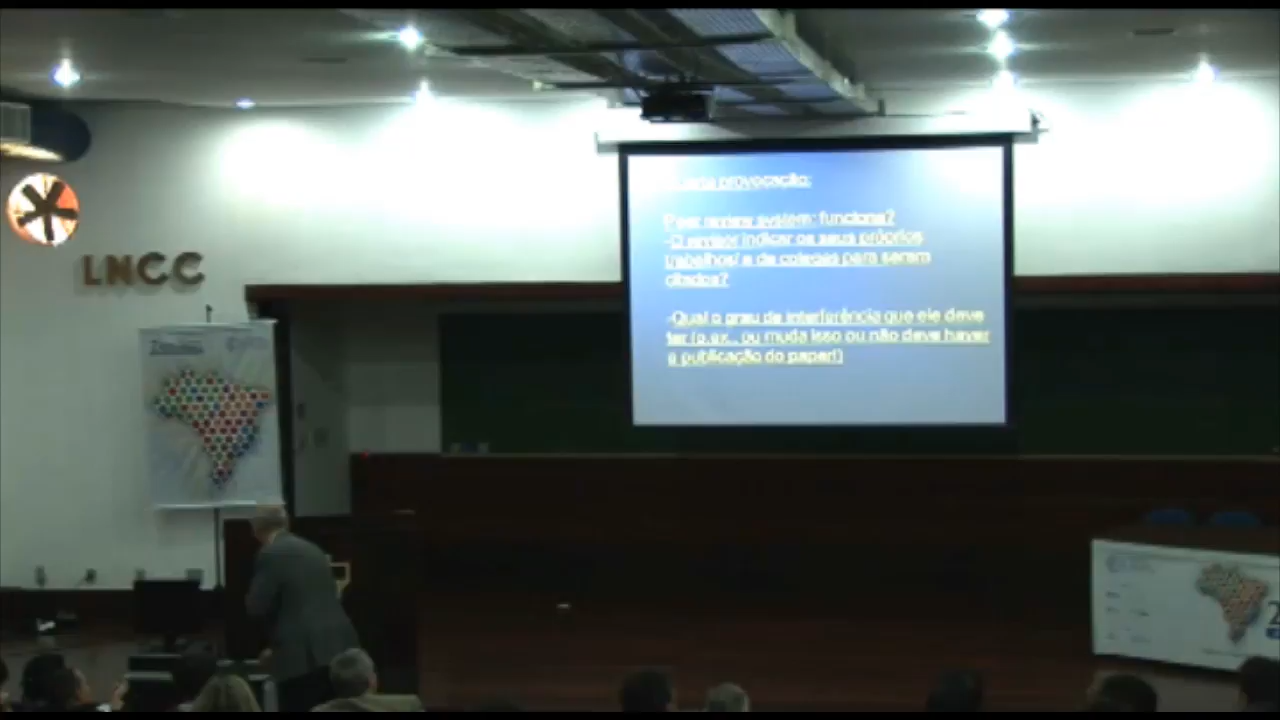 LNCC
provocação:
Peer review system: funciona?
-O revisor indicar os seus próprios
trabalhos/ e de colegas para serem
citados?
-Qual o grau de interferência que ele deve
ter (p.ex., ou muda isso ou não deve haver
a publicação do paper!)